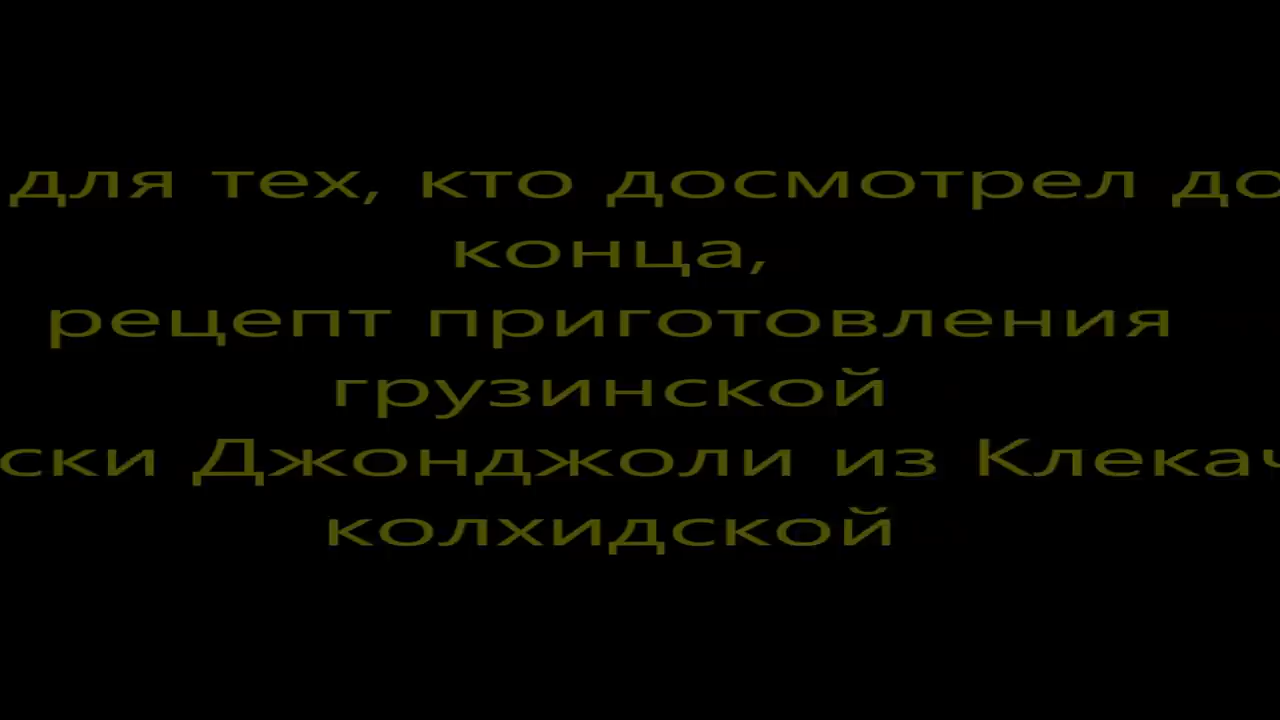 для тех, кто досмотрел до
конца,
рецепт приготовления
грузинской
ски Джонджоли из Клекач
колхидской